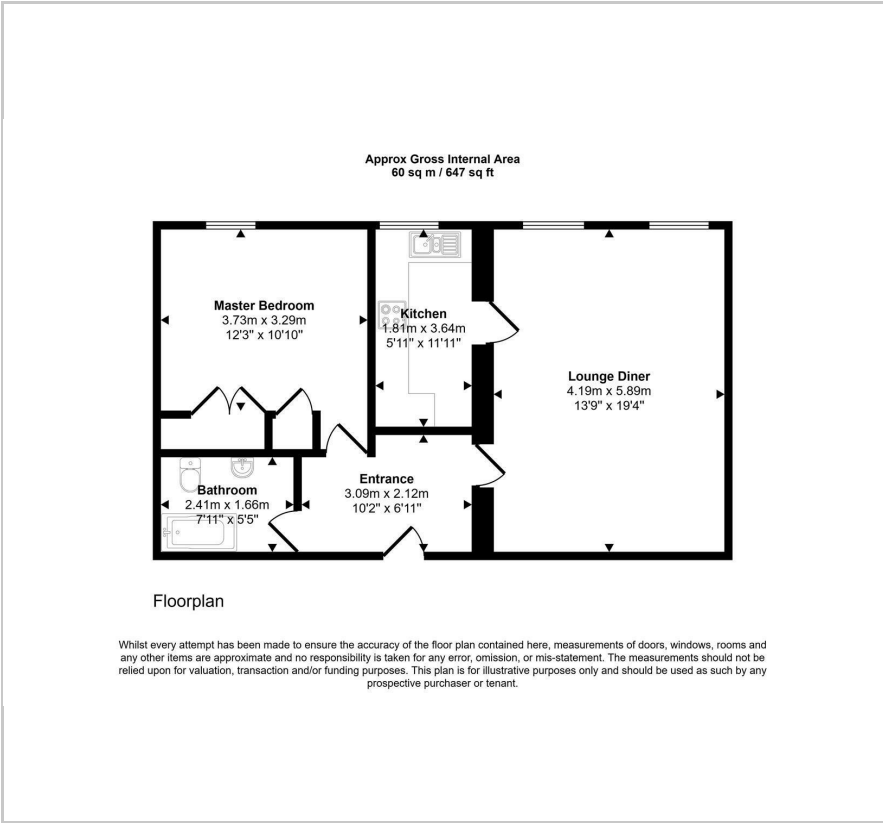 Approx Gross Internal Area
60 sq m / 647 sq ft
Master Bedroom
3.73m x 3.29m
12'3" x 10'10"
Kitchen
1.81m x 3.64m
5'11" x 11'11"
Lounge Diner
4.19m x 5.89m
13'9" x 19'4"
Entrance
3.09m x 2.12m
10'2" x 6'11"
Bathroom
2.41m x 1.66m
7'11" x 5'5"
Floorplan
Whilst every attempt has been made to ensure the accuracy of the floor plan contained here, measurements of doors, windows, rooms and
any other items are approximate and no responsibility is taken for any error, omission, or mis-statement. The measurements should not be
relied upon for valuation, transaction and/or funding purposes. This plan is for illustrative purposes only and should be used as such by any
prospective purchaser or tenant.